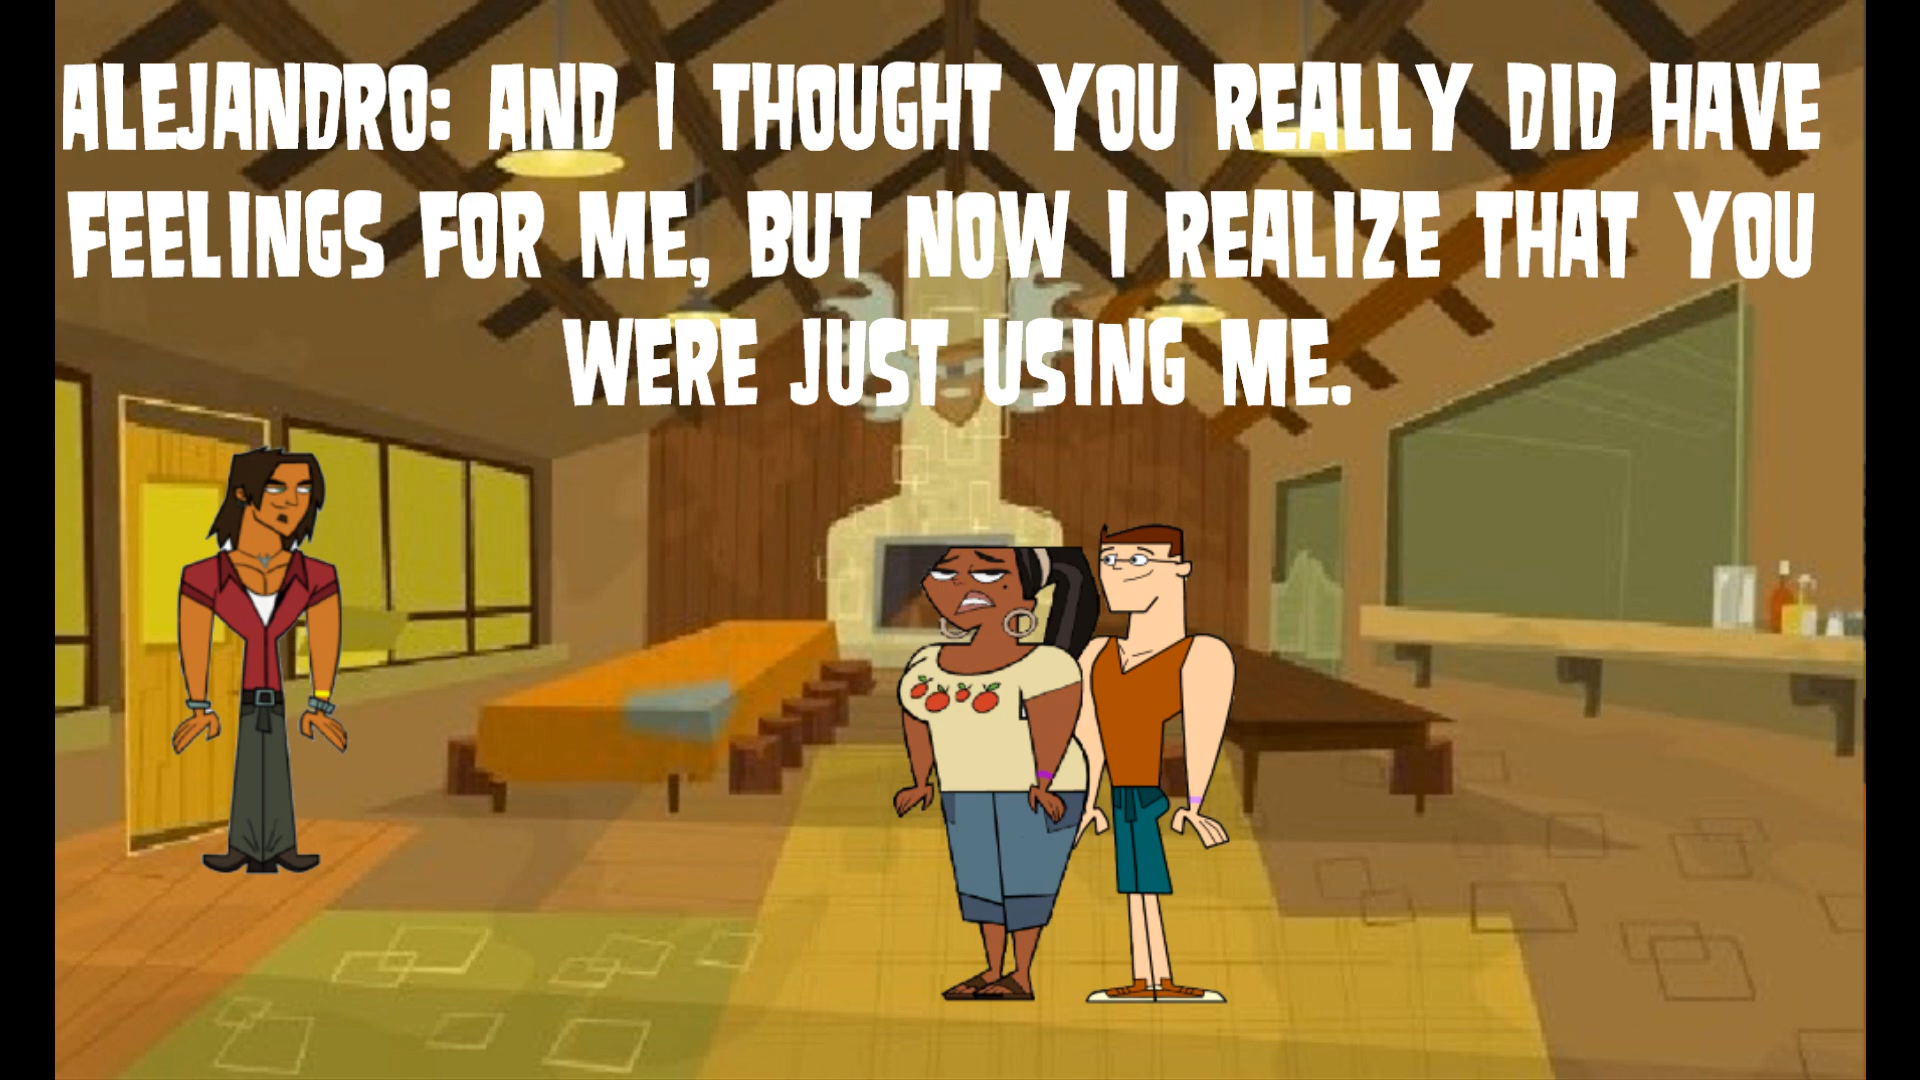 ALEJANDRO: AND I THOUGHT YOU REALLY DID HAVE
FEELINGS FOR ME, BUT NOW I REALIZE THAT YOU
WERE JUST USING ME.